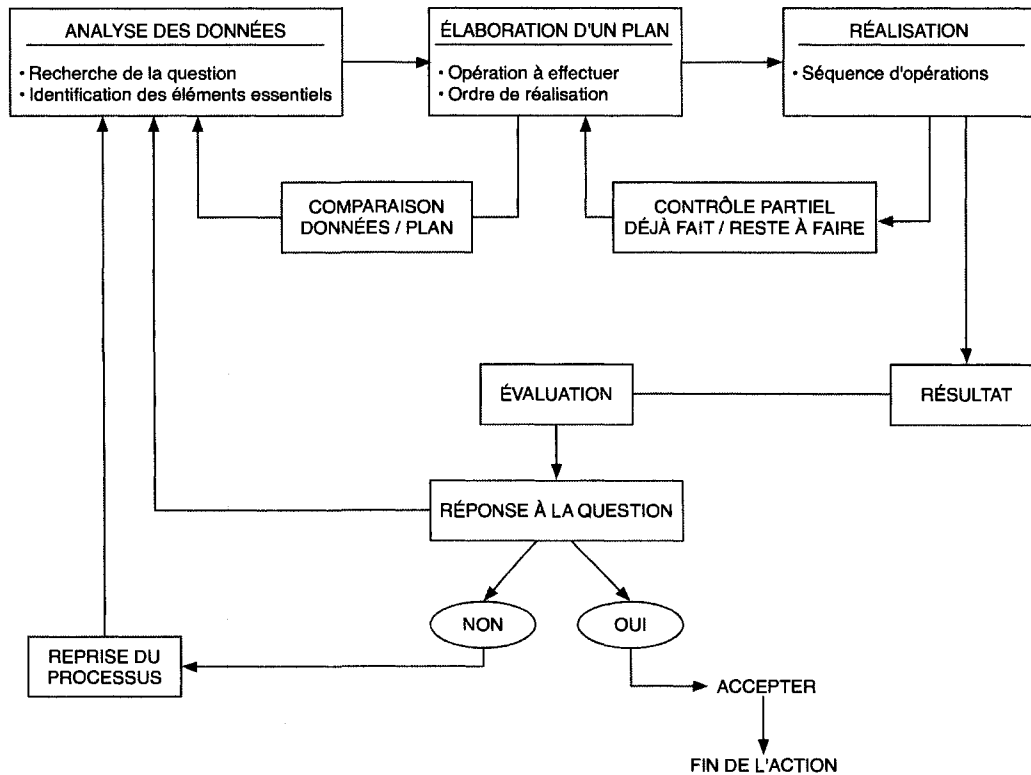 ANALYSE DES DONNÉES
• Recherche de la question
• Identification des éléments essentiels
ÉLABORATION D'UN PLAN
• Opération à effectuer
• Ordre de réalisation
RÉALISATION
• Séquence d'opérations
COMPARAISON
DONNÉES / PLAN
CONTRÔLE PARTIEL
DÉJÀ FAIT / RESTE À FAIRE
ÉVALUATION
RÉSULTAT
RÉPONSE À LA QUESTION
NON
OUI
REPRISE DU
PROCESSUS
ACCEPTER
FIN DE L'ACTION